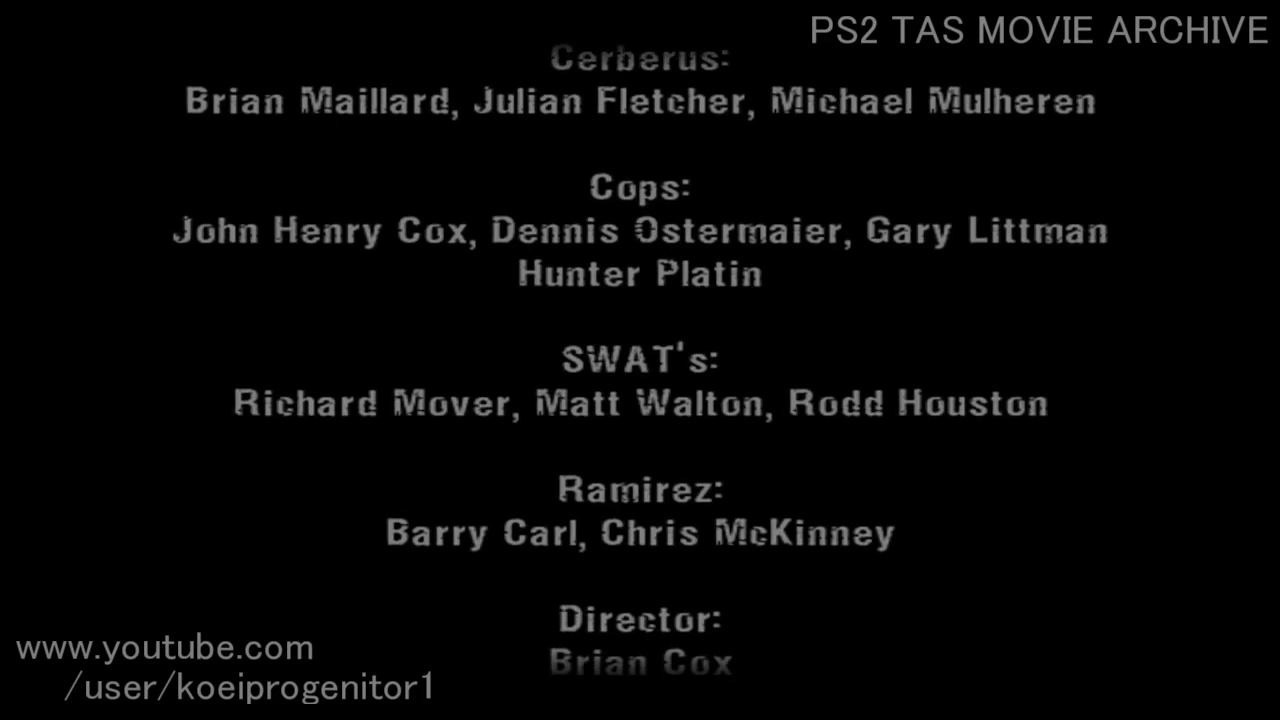 PS2 TAS MOVIE ARCHIVE
Cerberus:
Brian Maillard, Julian Fletcher, Michael Mulheren
Cops:
John Henry Cox, Dennis Ostermaier, Gary Littman
Hunter Platin
SWAT's:
Richard Mover, Matt Walton, Rodd Houston
Ramirez:
Barry Carl, Chris McKinney
Director:
Brian Cox
www.youtube.com
/user/koeiprogenitor1